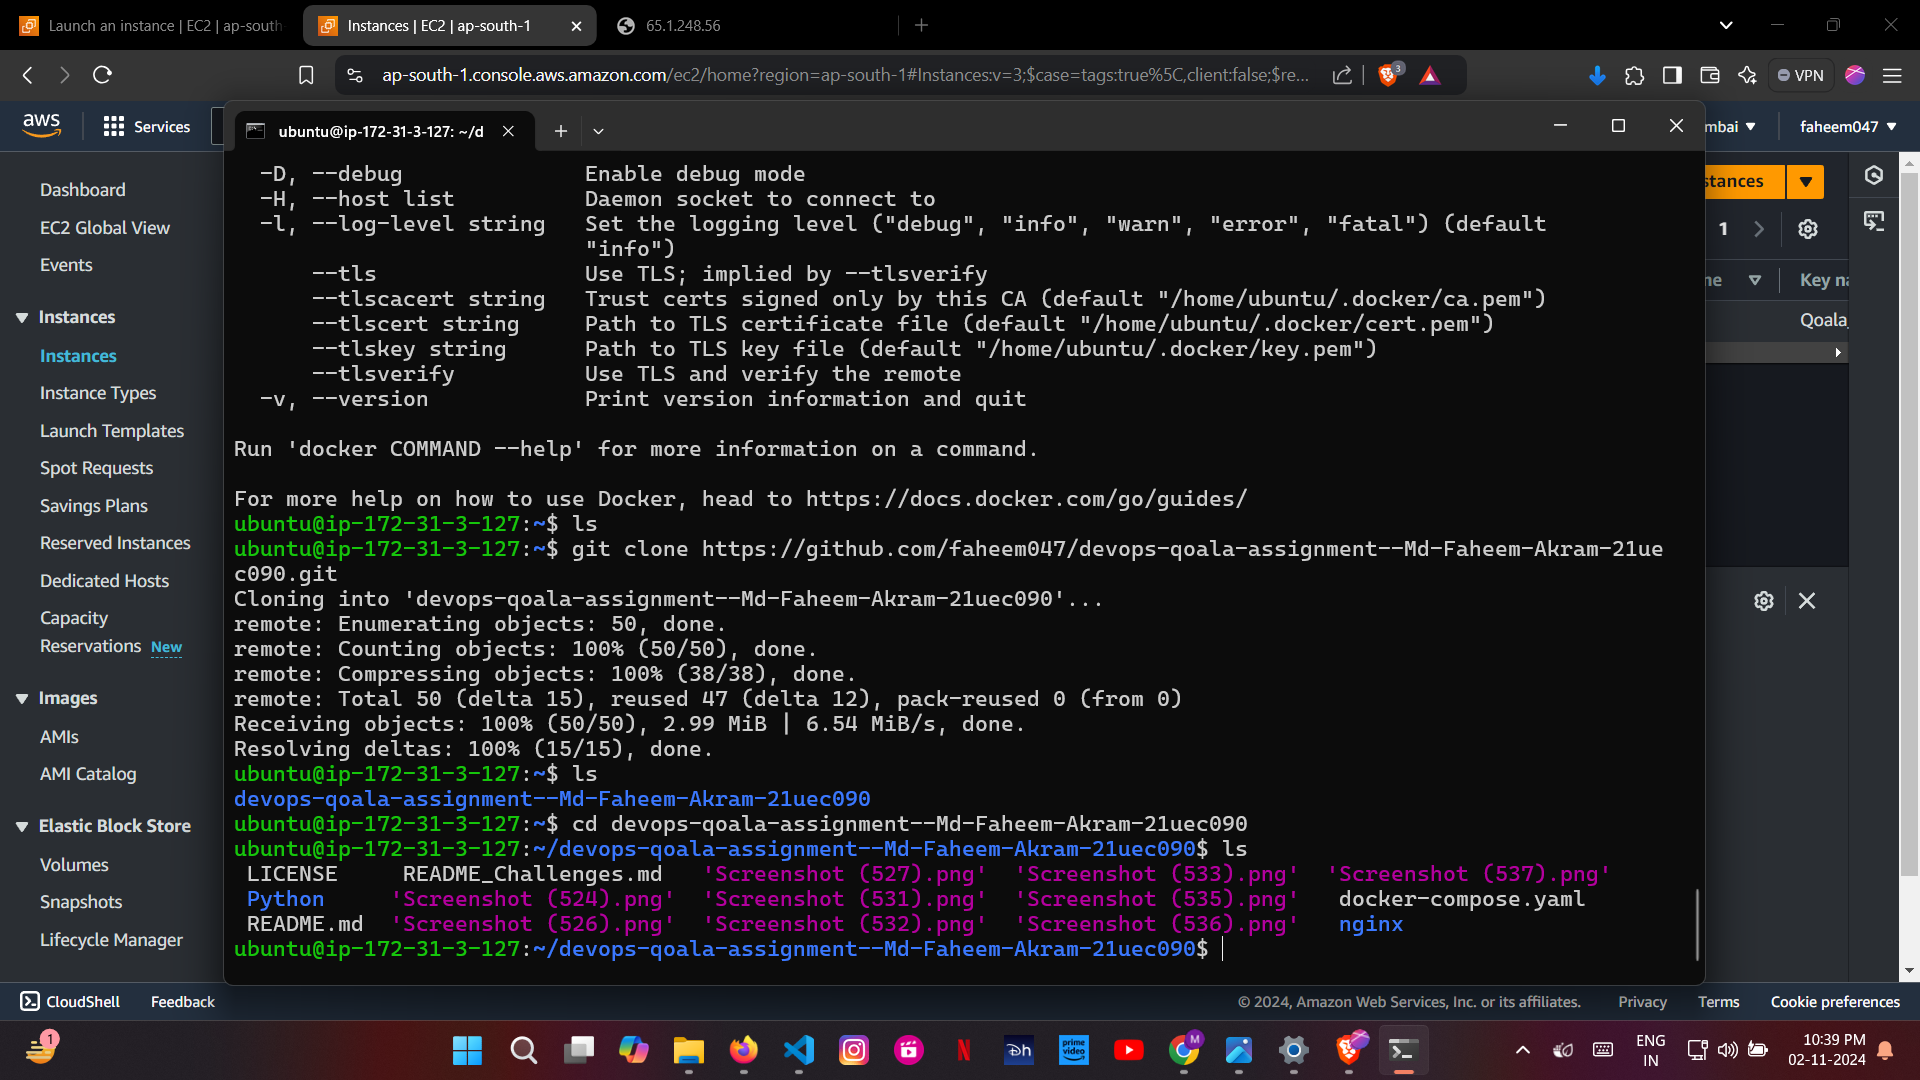 Launch an instance | EC2 | ap-south
Instances | EC2 | ap-south-1
65.1.248.56
ap-south-1.console.aws.amazon.com/ec2/home?region=ap-south-1#Instances:v=3;$case=tags:true%5C,client:false;$re...
3
VPN
aws
Services
ubuntu@ip-172-31-3-127: ~/d
mbai
faheem047
Dashboard
EC2 Global View
Events
Instances
Instances
Instance Types
Launch Templates
Spot Requests
Savings Plans
Reserved Instances
Dedicated Hosts
Capacity
Reservations New
Images
AMIs
AMI Catalog
Elastic Block Store
Volumes
Snapshots
Lifecycle Manager
-D, --debug Enable debug mode
-H, --host list Daemon socket to connect to
-l, --log-level string Set the logging level ("debug", "info", "warn", "error", "fatal") (default
"info")
--tls Use TLS; implied by --tlsverify
--tlscacert string Trust certs signed only by this CA (default "/home/ubuntu/.docker/ca.pem")
--tlscert string Path to TLS certificate file (default "/home/ubuntu/.docker/cert.pem")
--tlskey string Path to TLS key file (default "/home/ubuntu/.docker/key.pem")
--tlsverify Use TLS and verify the remote
-v, --version Print version information and quit
Run 'docker COMMAND --help' for more information on a command.
For more help on how to use Docker, head to https://docs.docker.com/go/guides/
ubuntu@ip-172-31-3-127:~$ ls
ubuntu@ip-172-31-3-127:~$ git clone https://github.com/faheem047/devops-qoala-assignment--Md-Faheem-Akram-21ue
c090.git
Cloning into 'devops-qoala-assignment--Md-Faheem-Akram-21uec090'...
remote: Enumerating objects: 50, done.
remote: Counting objects: 100% (50/50), done.
remote: Compressing objects: 100% (38/38), done.
remote: Total 50 (delta 15), reused 47 (delta 12), pack-reused 0 (from 0)
Receiving objects: 100% (50/50), 2.99 MiB | 6.54 MiB/s, done.
Resolving deltas: 100% (15/15), done.
ubuntu@ip-172-31-3-127:~$ ls
devops-qoala-assignment--Md-Faheem-Akram-21uec090
ubuntu@ip-172-31-3-127:~$ cd devops-qoala-assignment--Md-Faheem-Akram-21uec090
ubuntu@ip-172-31-3-127:~/devops-qoala-assignment--Md-Faheem-Akram-21uec090$ ls
LICENSE README_Challenges.md 'Screenshot (527).png' 'Screenshot (533).png' 'Screenshot (537).png'
Python 'Screenshot (524).png' 'Screenshot (531).png' 'Screenshot (535).png' docker-compose.yaml
README.md 'Screenshot (526).png' 'Screenshot (532).png' 'Screenshot (536).png' nginx
ubuntu@ip-172-31-3-127:~/devops-qoala-assignment--Md-Faheem-Akram-21uec090$
stances
1
ne
Key na
Qoala_
CloudShell
Feedback
© 2024, Amazon Web Services, Inc. or its affiliates.
Privacy
Terms
Cookie preferences
1
N
Dh
prime
video
M
ENG
IN
10:39 PM
02-11-2024